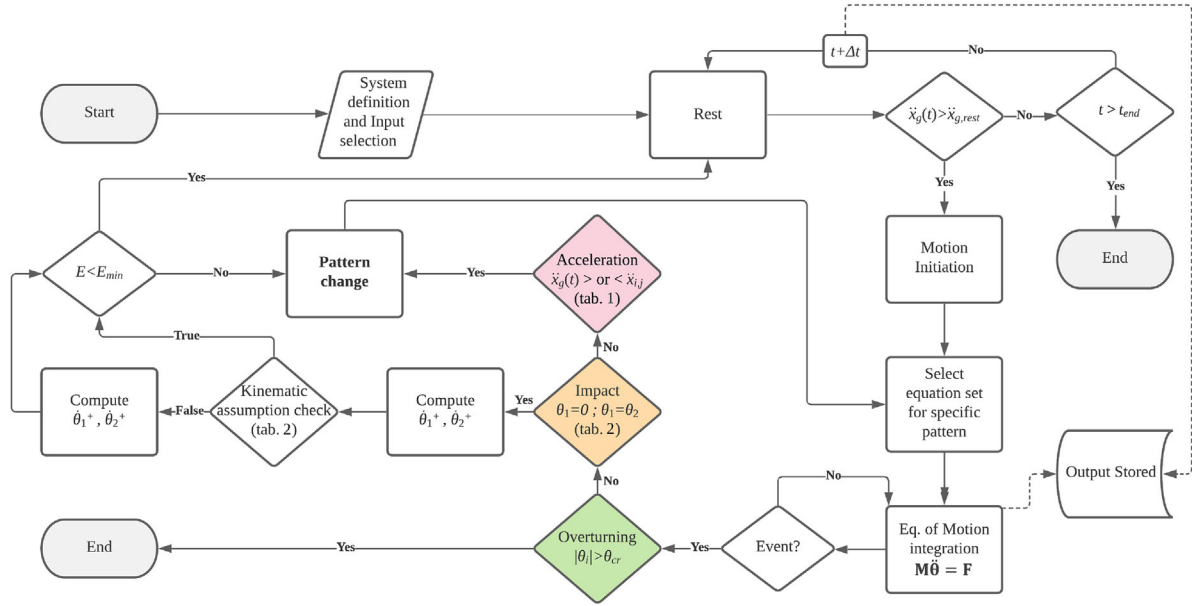 t+Δt
No
Start
System
definition
and Input
selection
Rest
ẍg(t)>ẍg,rest
No
t > tend
Yes
Yes
Yes
E<Emin
No
Pattern
change
Yes
Acceleration
ẍg(t) > or < ẍi,j
(tab. 1)
Motion
Initiation
End
True
No
Compute
θ̇1⁺ , θ̇2⁺
False
Kinematic
assumption check
(tab. 2)
Compute
θ̇1⁺ , θ̇2⁺
Yes
Impact
θ1=0 ; θ1=θ2
(tab. 2)
Select
equation set
for specific
pattern
No
No
Output Stored
End
Yes
Overturning
|θi|>θcr
Yes
Event?
Eq. of Motion
integration
Mθ̈ = F